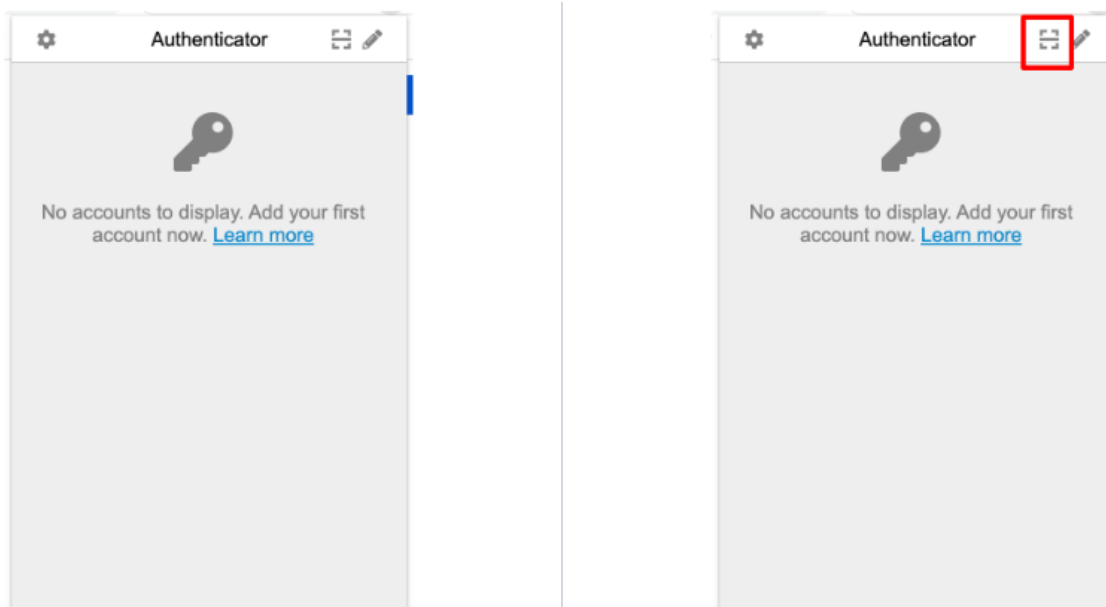 Authenticator
No accounts to display. Add your first
account now. Learn more
Authenticator
No accounts to display. Add your first
account now. Learn more